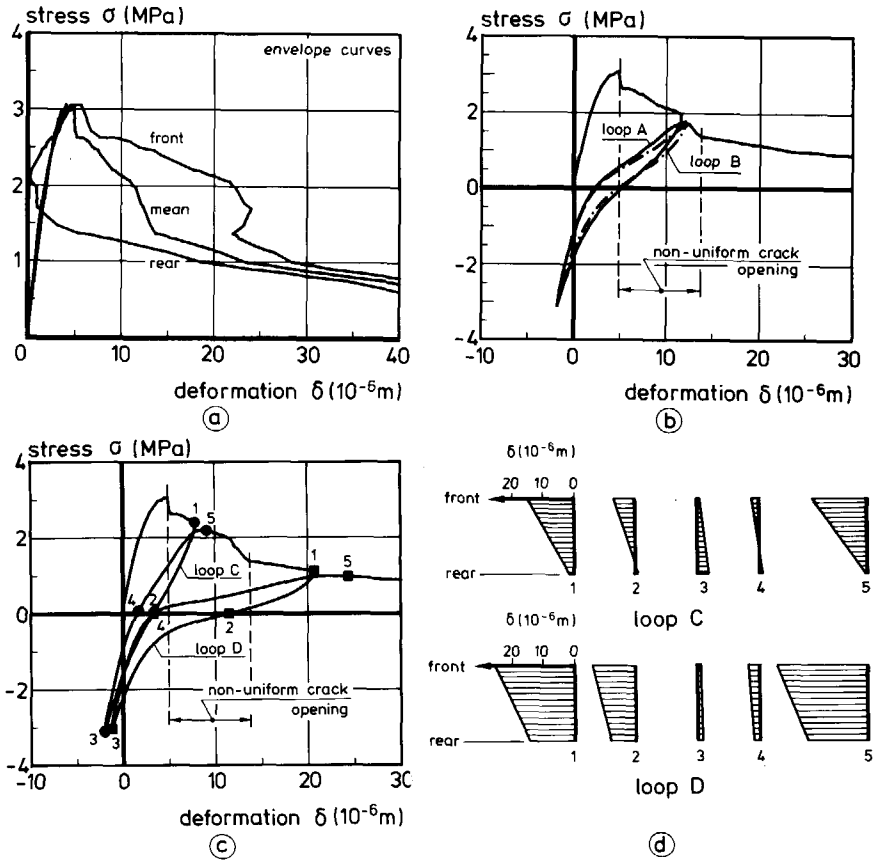 stress σ (MPa)
envelope curves
4
3
2
1
0
10
20
30
40
front
mean
rear
deformation δ (10⁻⁶m)
a
stress σ (MPa)
4
2
0
-2
-4
-10
0
10
20
30
loop A
loop B
non-uniform crack
opening
deformation δ (10⁻⁶m)
b
stress σ (MPa)
4
2
0
-2
-4
-10
0
10
20
30
1
5
loop C
1
5
4
2
4
2
loop D
non-uniform crack
opening
3
3
deformation δ (10⁻⁶m)
c
δ (10⁻⁶m)
20 10 0
front
rear
1 2 3 4 5
loop C
δ (10⁻⁶m)
20 10 0
front
rear
1 2 3 4 5
loop D
d